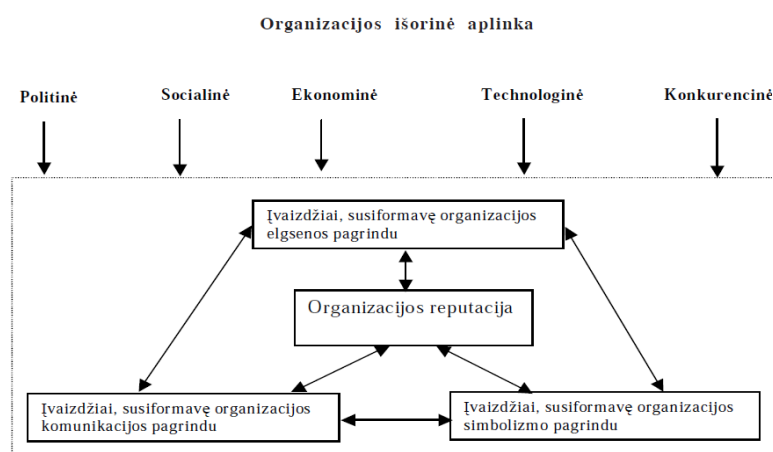 Organizacijos išorinė aplinka
Politinė Socialinė Ekonominė Technologinė Konkurencinė
Įvaizdžiai, susiformavę organizacijos
elgsenos pagrindu
Organizacijos reputacija
Įvaizdžiai, susiformavę organizacijos
komunikacijos pagrindu
Įvaizdžiai, susiformavę organizacijos
simbolizmo pagrindu